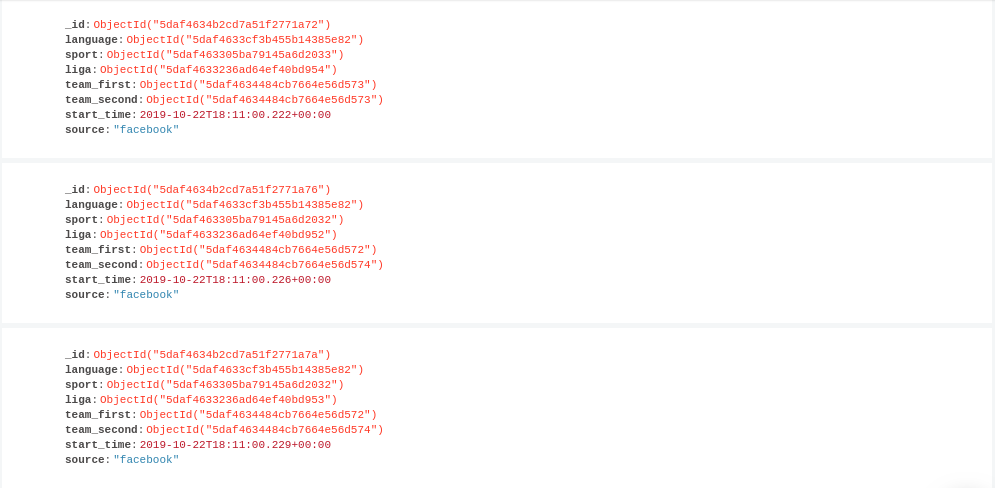 _id: ObjectId("5daf4634b2cd7a51f2771a72")
language: ObjectId("5daf4633cf3b455b14385e82")
sport: ObjectId("5daf463305ba79145a6d2033")
liga: ObjectId("5daf4633236ad64ef40bd954")
team_first: ObjectId("5daf4634484cb7664e56d573")
team_second: ObjectId("5daf4634484cb7664e56d573")
start_time: 2019-10-22T18:11:00.222+00:00
source: "facebook"
_id: ObjectId("5daf4634b2cd7a51f2771a76")
language: ObjectId("5daf4633cf3b455b14385e82")
sport: ObjectId("5daf463305ba79145a6d2032")
liga: ObjectId("5daf4633236ad64ef40bd952")
team_first: ObjectId("5daf4634484cb7664e56d572")
team_second: ObjectId("5daf4634484cb7664e56d574")
start_time: 2019-10-22T18:11:00.226+00:00
source: "facebook"
_id: ObjectId("5daf4634b2cd7a51f2771a7a")
language: ObjectId("5daf4633cf3b455b14385e82")
sport: ObjectId("5daf463305ba79145a6d2032")
liga: ObjectId("5daf4633236ad64ef40bd953")
team_first: ObjectId("5daf4634484cb7664e56d572")
team_second: ObjectId("5daf4634484cb7664e56d574")
start_time: 2019-10-22T18:11:00.229+00:00
source: "facebook"